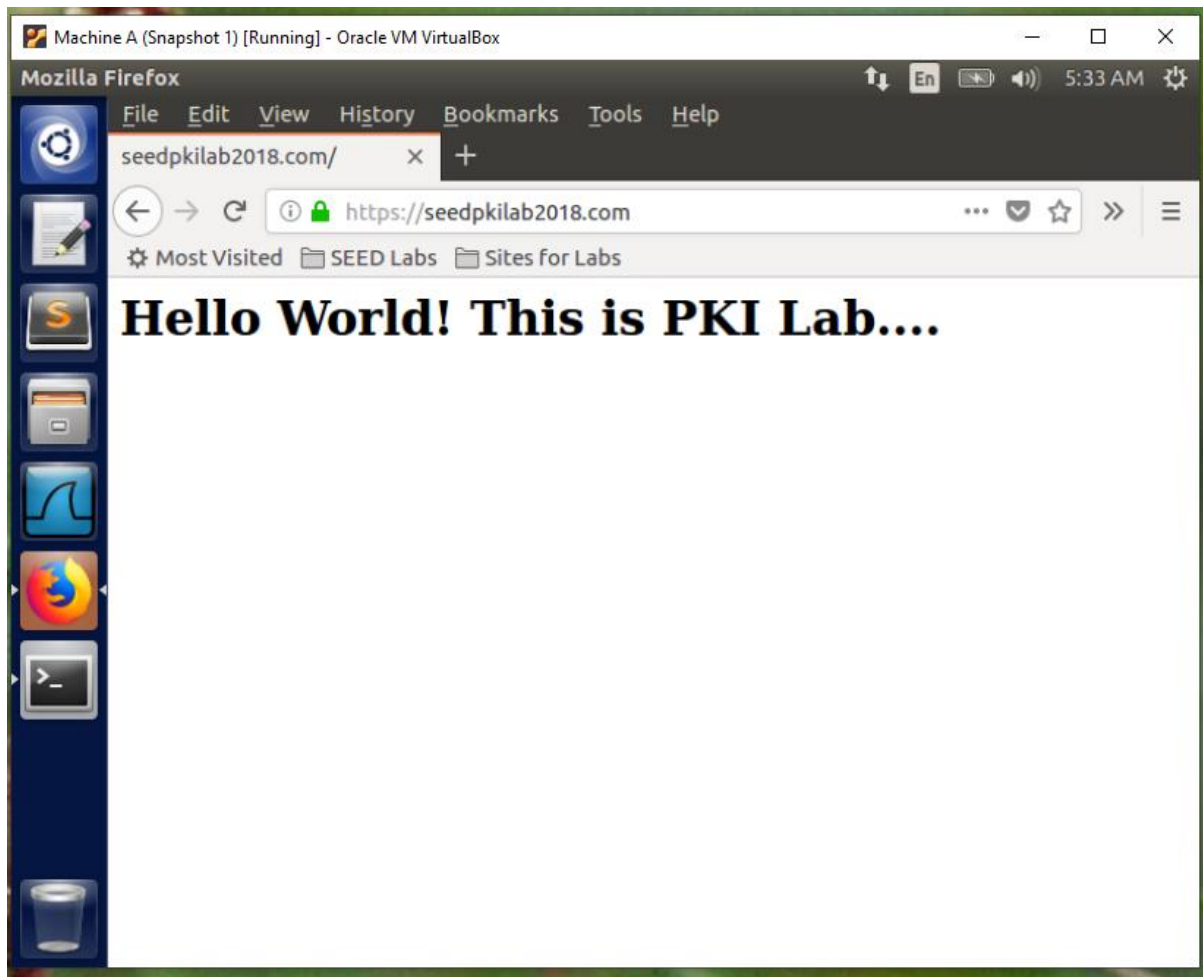 Machine A (Snapshot 1) [Running] - Oracle VM VirtualBox
Mozilla Firefox En 5:33 AM
File Edit View History Bookmarks Tools Help
seedpkilab2018.com/
https://seedpkilab2018.com
Most Visited SEED Labs Sites for Labs
Hello World! This is PKI Lab....